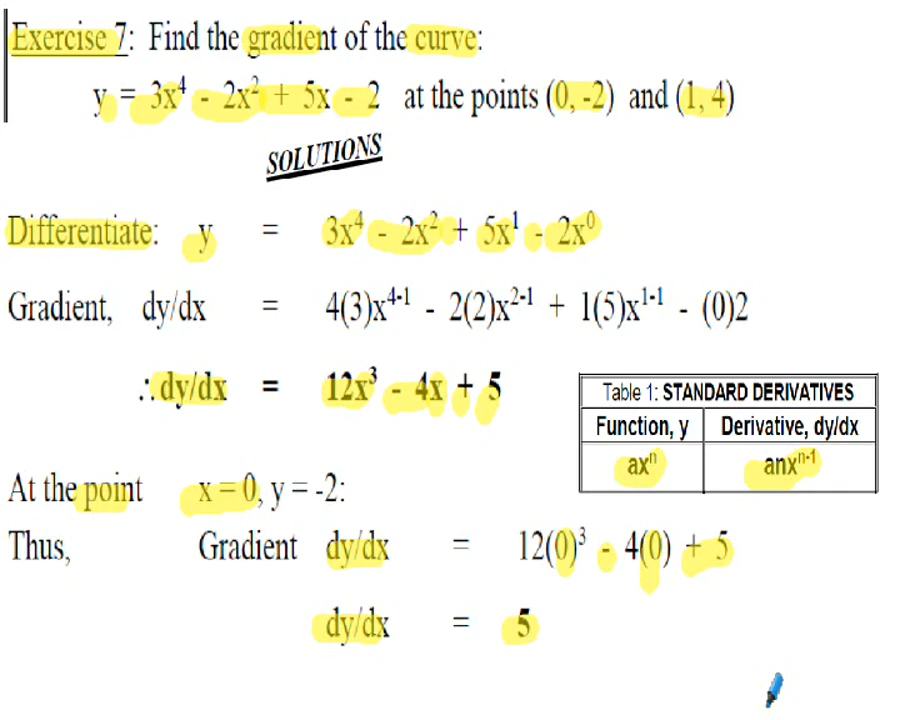 Exercise 7: Find the gradient of the curve:
y = 3x⁴ - 2x² + 5x - 2 at the points (0, -2) and (1, 4)
SOLUTIONS
Differentiate: y = 3x⁴ - 2x² + 5x¹ - 2x⁰
Gradient, dy/dx = 4(3)x⁴⁻¹ - 2(2)x²⁻¹ + 1(5)x¹⁻¹ - (0)2
∴ dy/dx = 12x³ - 4x + 5
Table 1: STANDARD DERIVATIVES
Function, y Derivative, dy/dx
axⁿ anxⁿ⁻¹
At the point x = 0, y = -2:
Thus, Gradient dy/dx = 12(0)³ - 4(0) + 5
dy/dx = 5